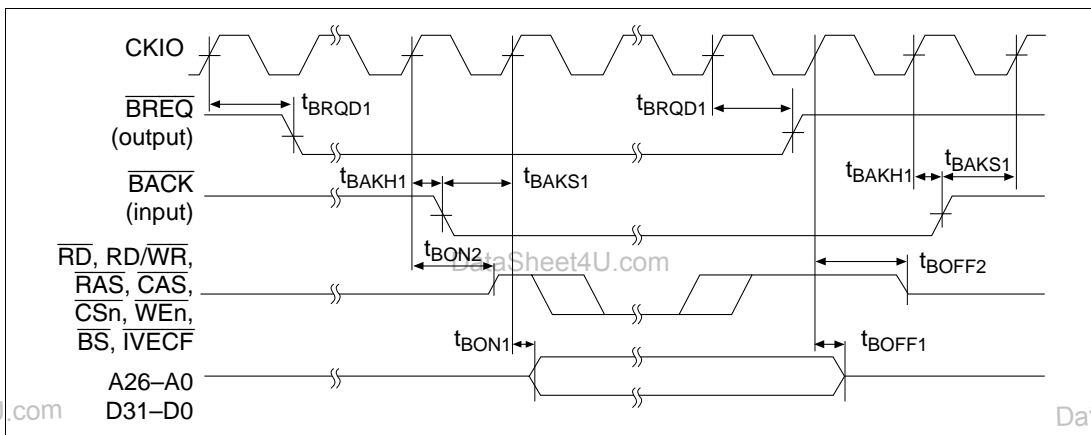 CKIO
BREQ
(output)
tBRQD1
tBRQD1
BACK
(input)
tBAKH1
tBAKS1
tBAKH1
tBAKS1
RD, RD/WR,
RAS, CAS,
CSn, WEn,
BS, IVECF
tBON2
DataSheet4U.com
tBOFF2
tBON1
tBOFF1
A26–A0
D31–D0
U.com
Dat